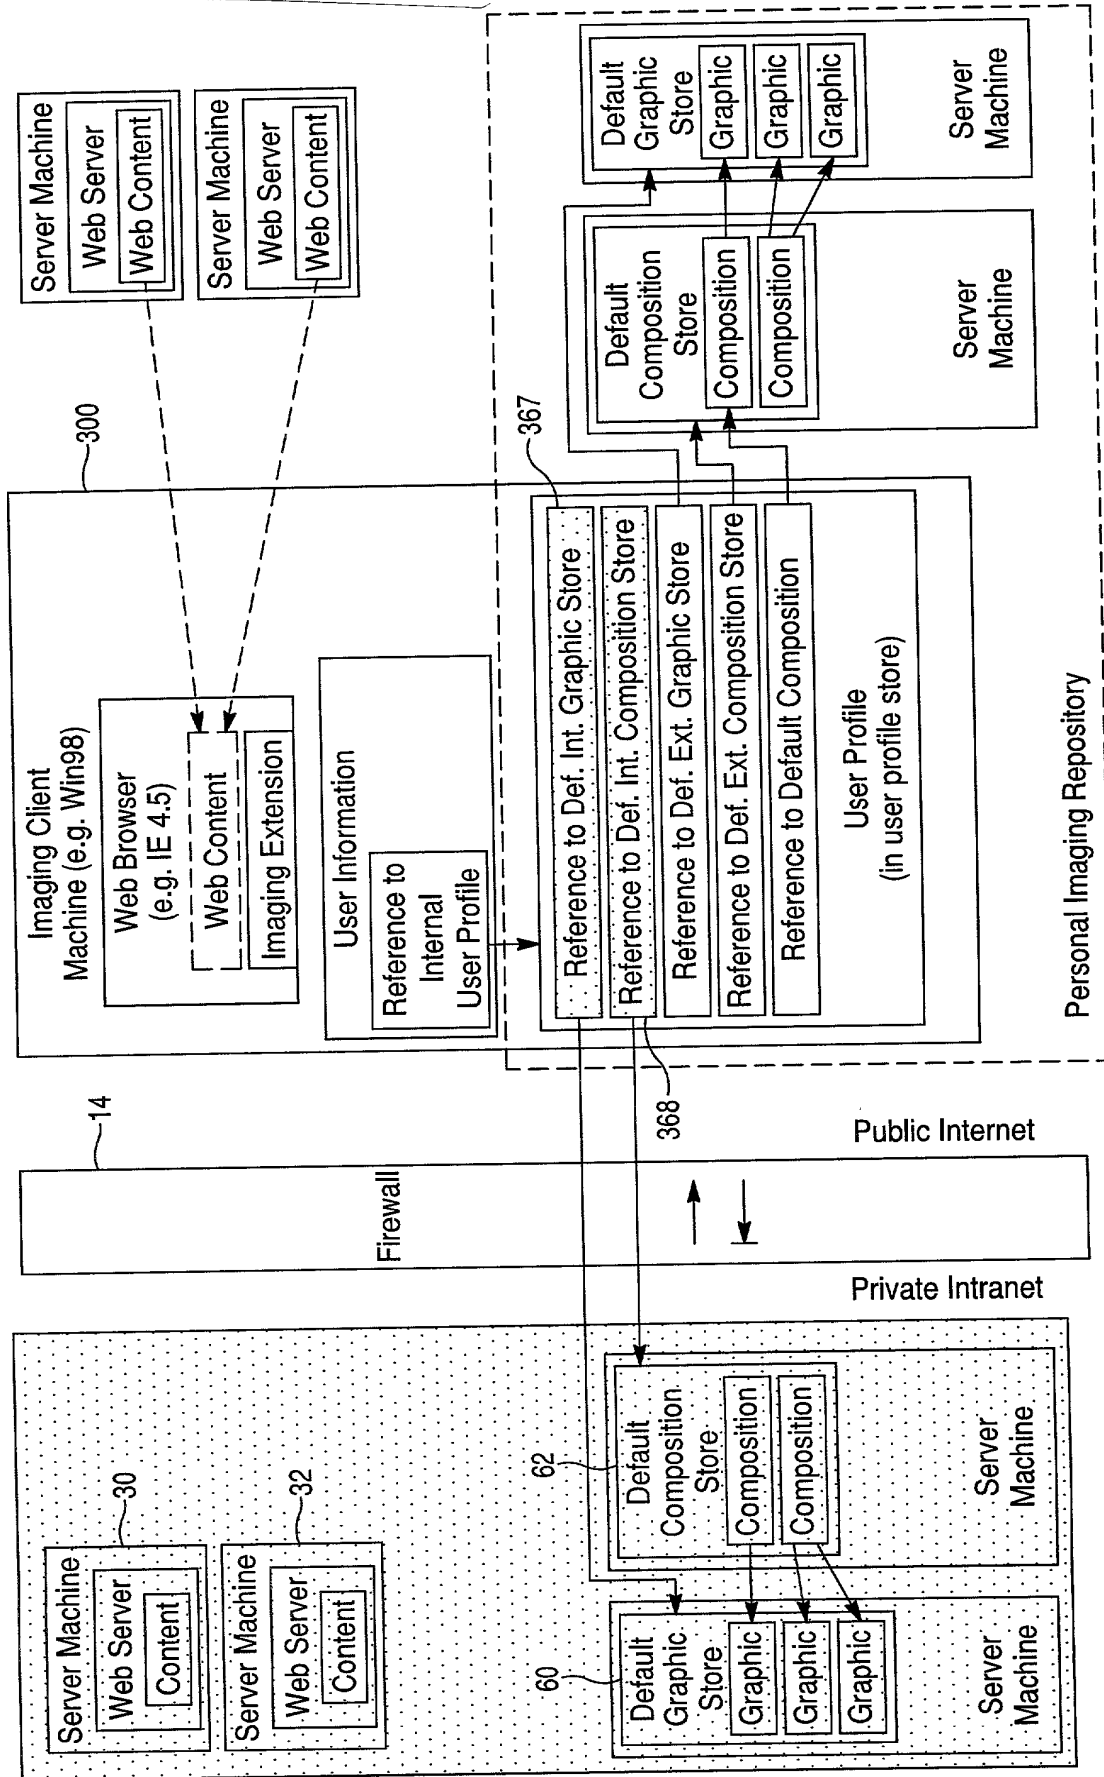 Server Machine
30
Web Server
Content
Server Machine
32
Web Server
Content
60
Default
Graphic
Store
Graphic
Graphic
Graphic
Server
Machine
62
Default
Composition
Store
Composition
Composition
Server
Machine
Private Intranet
Firewall
14
Public Internet
Imaging Client
Machine (e.g. Win98)
300
Web Browser
(e.g. IE 4.5)
Web Content
Imaging Extension
User Information
Reference to
Internal
User Profile
Reference to Def. Int. Graphic Store
367
Reference to Def. Int. Composition Store
368
Reference to Def. Ext. Graphic Store
Reference to Def. Ext. Composition Store
Reference to Default Composition
User Profile
(in user profile store)
Personal Imaging Repository
Server Machine
Web Server
Web Content
Server Machine
Web Server
Web Content
Default
Composition
Store
Composition
Composition
Server
Machine
Default
Graphic
Store
Graphic
Graphic
Graphic
Server
Machine